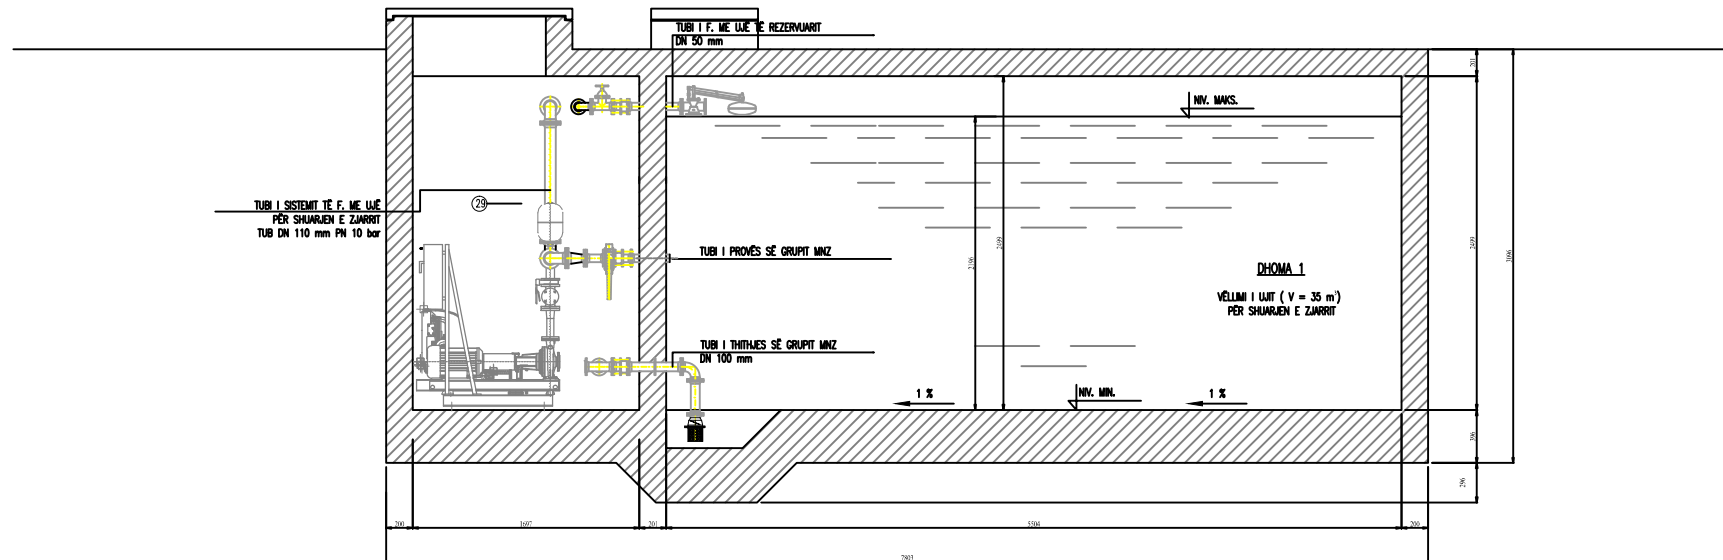 TUBI I F. ME UJË TË REZERVUARIT
DN 50 mm
NIV. MAKS.
TUBI I SISTEMIT TË F. ME UJË
PËR SHUARJEN E ZJARRIT
TUB DN 110 mm PN 10 bar
29
TUBI I PROVËS SË GRUPIT MNZ
DHOMA 1
VËLLIMI I UJIT ( V = 35 m³)
PËR SHUARJEN E ZJARRIT
TUBI I THITHJES SË GRUPIT MNZ
DN 100 mm
1 %
NIV. MIN.
1 %
2196
2499
201
2499
3096
396
296
200
1697
201
5504
200
7803